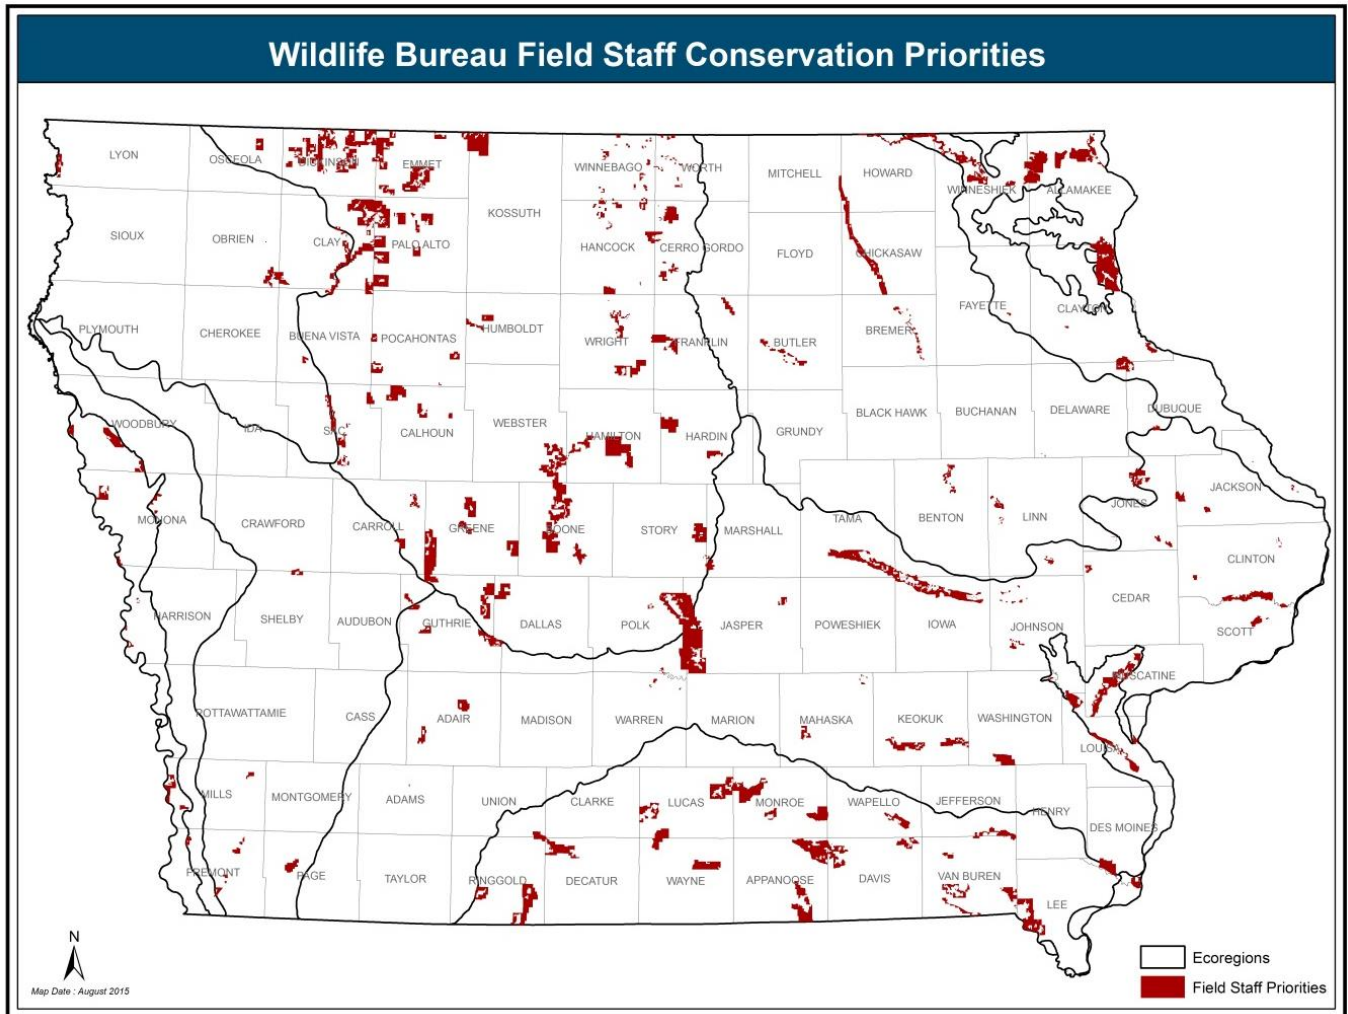 Wildlife Bureau Field Staff Conservation Priorities
LYON
OSCEOLA
DICKINSON
EMMET
WINNEBAGO
WORTH
MITCHELL
HOWARD
WINNESHIEK
ALLAMAKEE
SIOUX
OBRIEN
CLAY
PALO ALTO
KOSSUTH
HANCOCK
CERRO GORDO
FLOYD
CHICKASAW
FAYETTE
CLAYTON
PLYMOUTH
CHEROKEE
BUENA VISTA
POCAHONTAS
HUMBOLDT
WRIGHT
FRANKLIN
BUTLER
BREMER
WOODBURY
IDA
SAC
CALHOUN
WEBSTER
HAMILTON
HARDIN
GRUNDY
BLACK HAWK
BUCHANAN
DELAWARE
DUBUQUE
MONONA
CRAWFORD
CARROLL
GREENE
BOONE
STORY
MARSHALL
TAMA
BENTON
LINN
JONES
JACKSON
CLINTON
HARRISON
SHELBY
AUDUBON
GUTHRIE
DALLAS
POLK
JASPER
POWESHIEK
IOWA
JOHNSON
CEDAR
SCOTT
MUSCATINE
POTTAWATTAMIE
CASS
ADAIR
MADISON
WARREN
MARION
MAHASKA
KEOKUK
WASHINGTON
LOUISA
MILLS
MONTGOMERY
ADAMS
UNION
CLARKE
LUCAS
MONROE
WAPELLO
JEFFERSON
HENRY
DES MOINES
FREMONT
PAGE
TAYLOR
RINGGOLD
DECATUR
WAYNE
APPANOOSE
DAVIS
VAN BUREN
LEE
N
Map Date : August 2015
Ecoregions
Field Staff Priorities